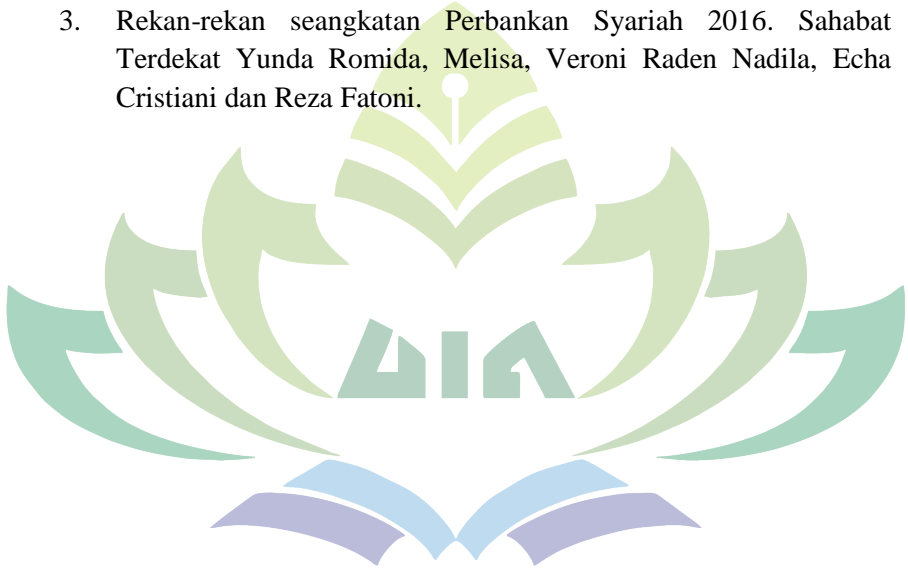 3. Rekan-rekan seangkatan Perbankan Syariah 2016. Sahabat
Terdekat Yunda Romida, Melisa, Veroni Raden Nadila, Echa
Cristiani dan Reza Fatoni.
UIN